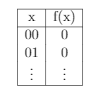 x f(x)
00 0
01 0
⋮ ⋮